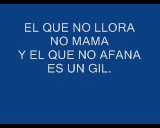 EL QUE NO LLORA
NO MAMA
Y EL QUE NO AFANA
ES UN GIL.